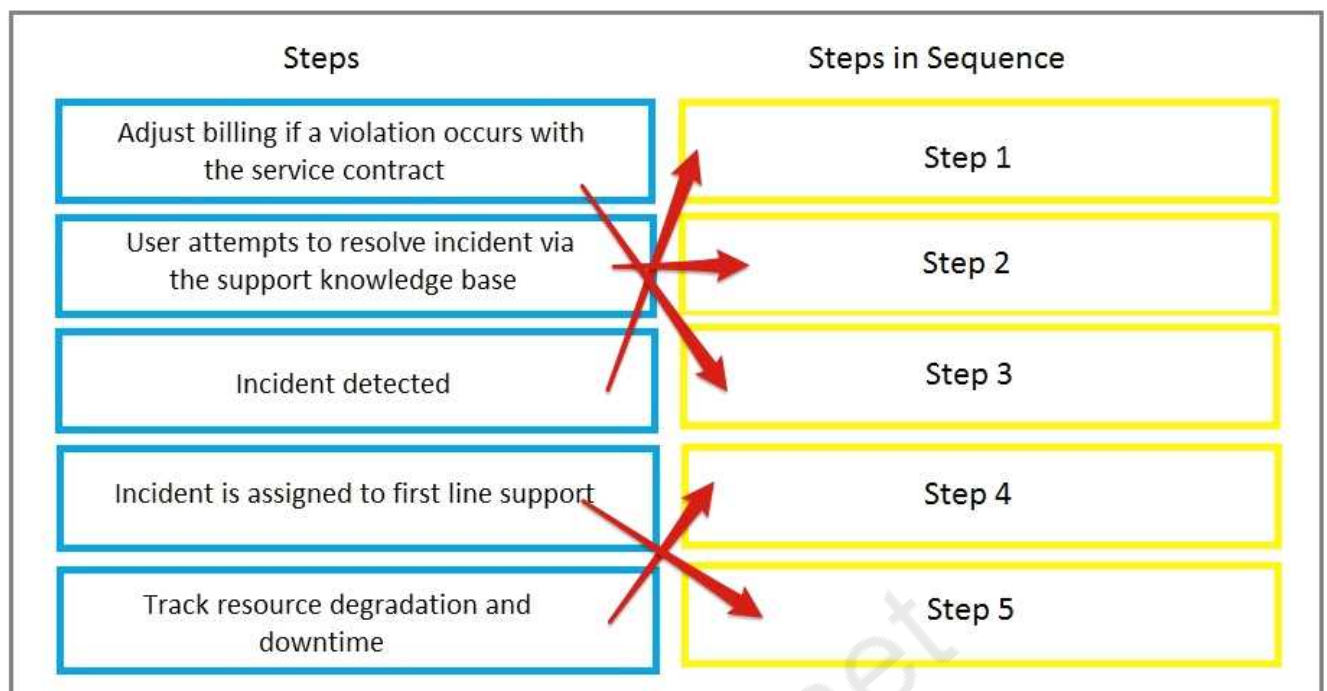 Steps
Steps in Sequence
Adjust billing if a violation occurs with
the service contract
Step 1
User attempts to resolve incident via
the support knowledge base
Step 2
Incident detected
Step 3
Incident is assigned to first line support
Step 4
Track resource degradation and
downtime
Step 5